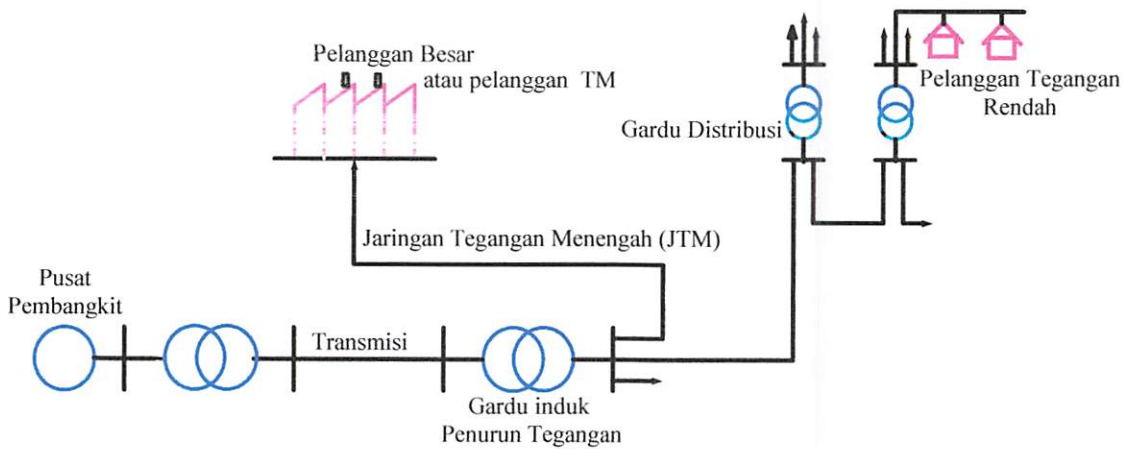 Pelanggan Besar
atau pelanggan TM
Pelanggan Tegangan
Rendah
Gardu Distribusi
Jaringan Tegangan Menengah (JTM)
Pusat
Pembangkit
Transmisi
Gardu induk
Penurun Tegangan